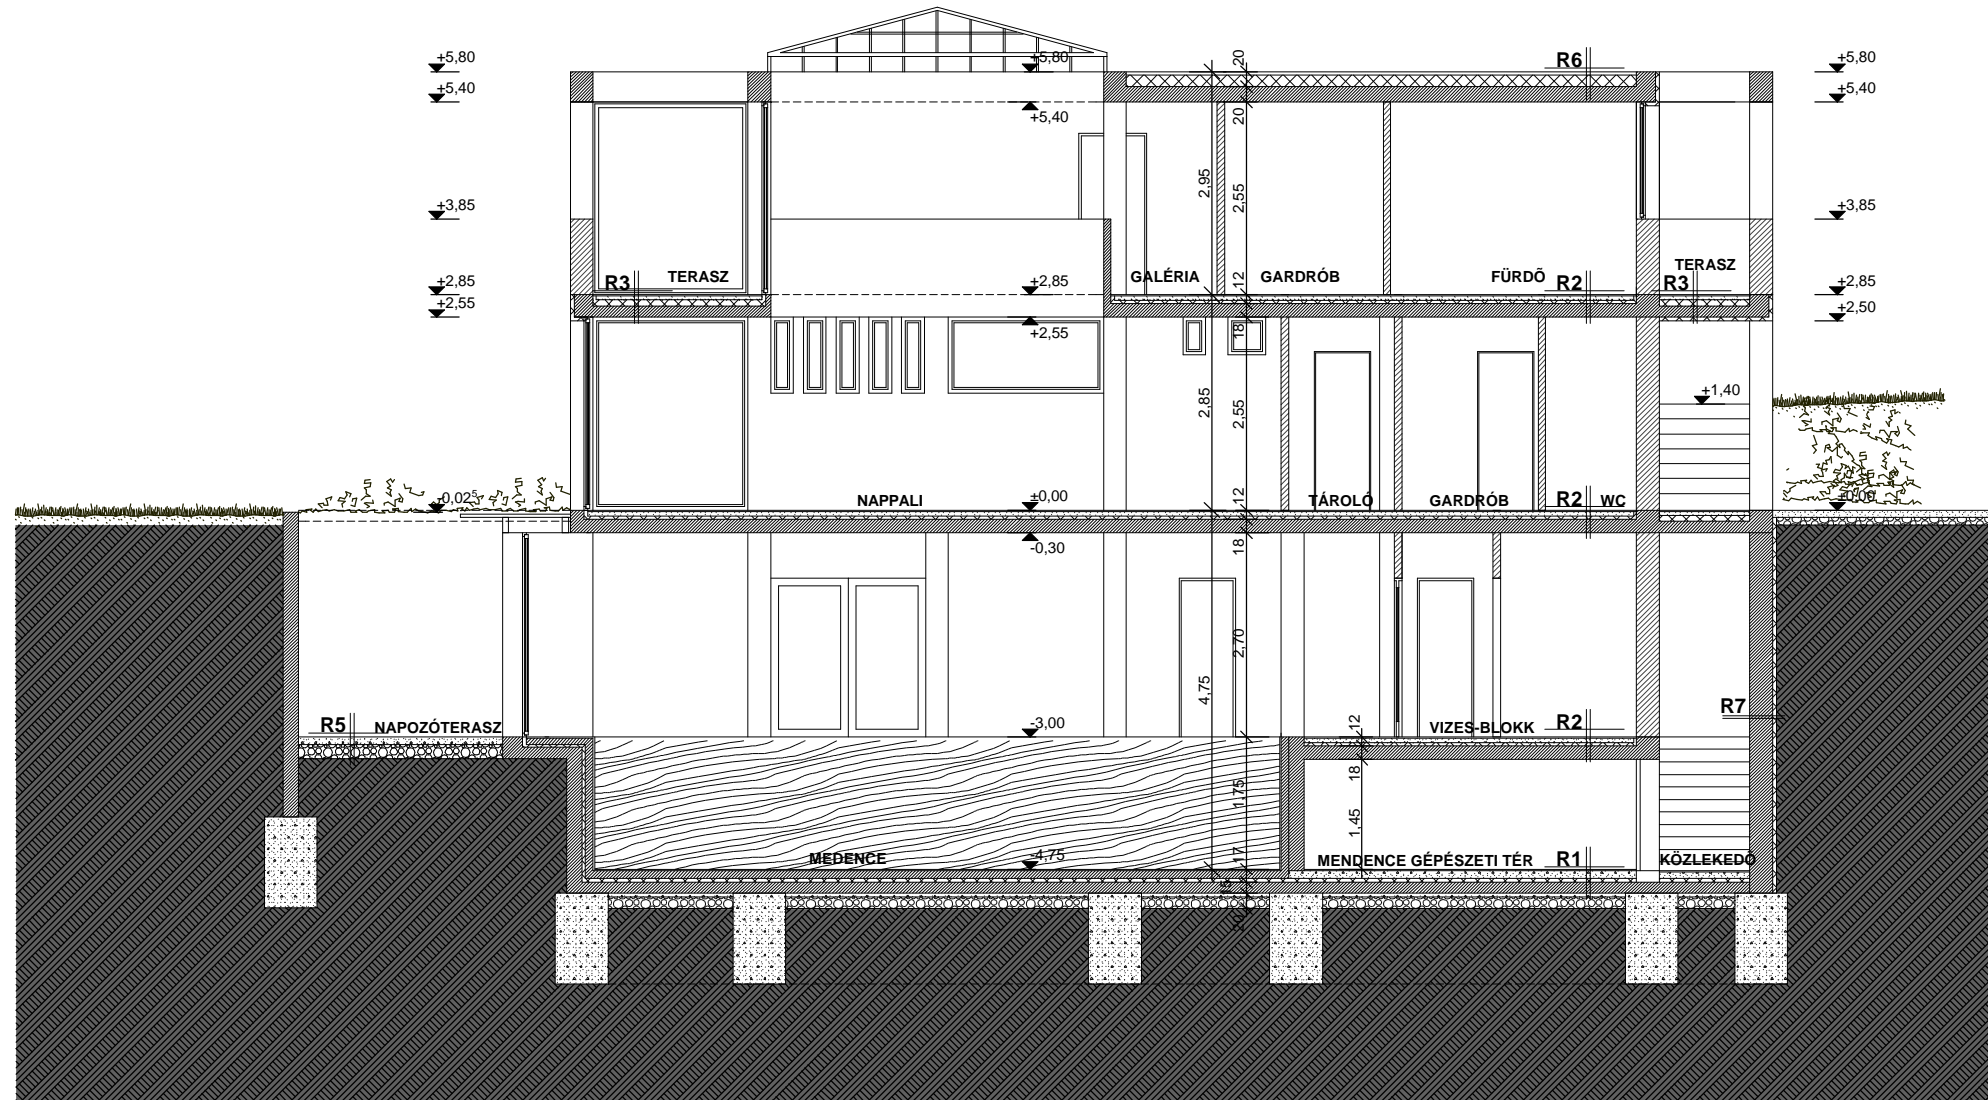 +5,80
+5,80
20
R6
+5,80
+5,40
+5,40
+5,40
20
+3,85
2,95
2,55
+3,85
+2,85
R3
TERASZ
+2,85
GALÉRIA
12
GARDRÓB
FÜRDŐ
R2
TERASZ
R3
+2,85
+2,55
+2,55
18
+2,50
+1,40
2,85
2,55
-0,02⁵
NAPPALI
±0,00
12
TÁROLÓ
GARDRÓB
R2
WC
±0,00
-0,30
18
2,70
4,75
R5
NAPOZÓTERASZ
-3,00
12
VIZES-BLOKK
R2
R7
18
1,75
1,45
MEDENCE
-4,75
17
MENDENCE GÉPÉSZETI TÉR
R1
KÖZLEKEDŐ
15
20